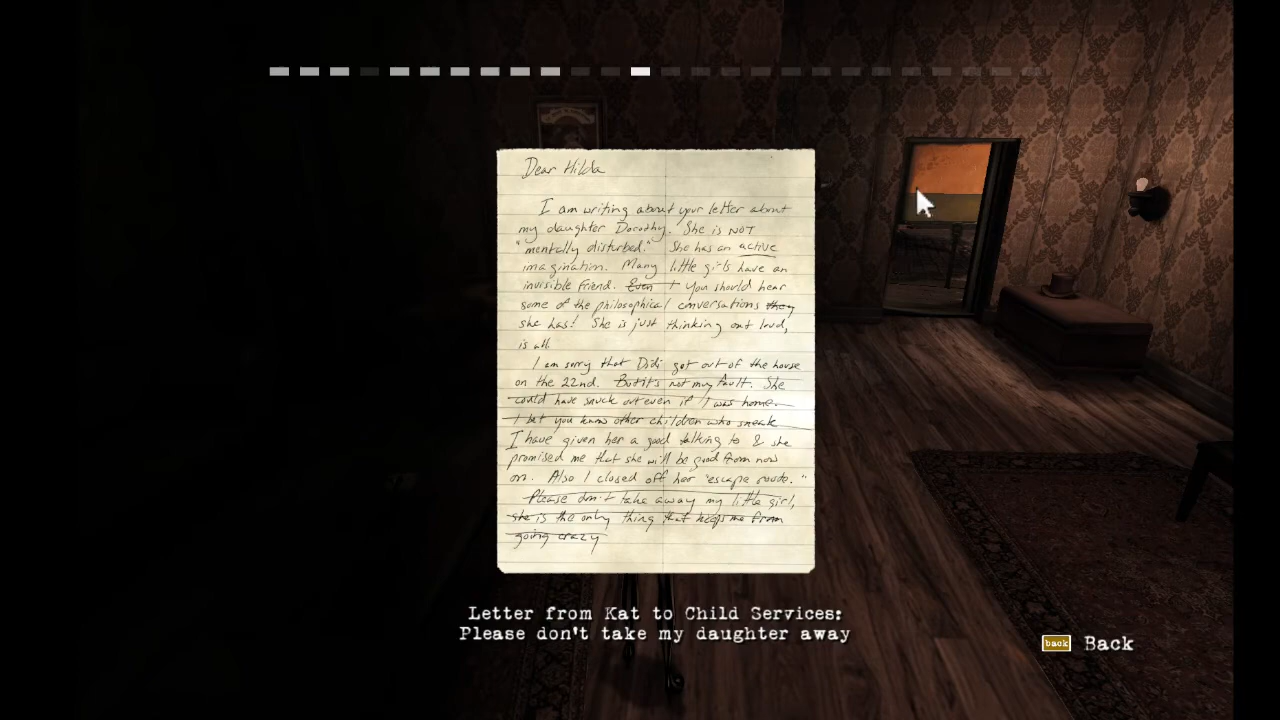 Dear Hilda
I am writing about your letter about
my daughter Dorothy. She is NOT
"mentally disturbed." She has an active
imagination. Many little girls have an
invisible friend. Even I You should hear
some of the philosophical conversations they
she has! She is just thinking out loud,
is all.
I am sorry that Didi got out of the house
on the 22nd. But it's not my fault. She
could have snuck out even if I was home.
I bet you know other children who sneak
I have given her a good talking to & she
promised me that she will be good from now
on. Also I closed off her "escape route."
Please don't take away my little girl,
she is the only thing that keeps me from
going crazy
Letter from Kat to Child Services:
Please don't take my daughter away
back Back